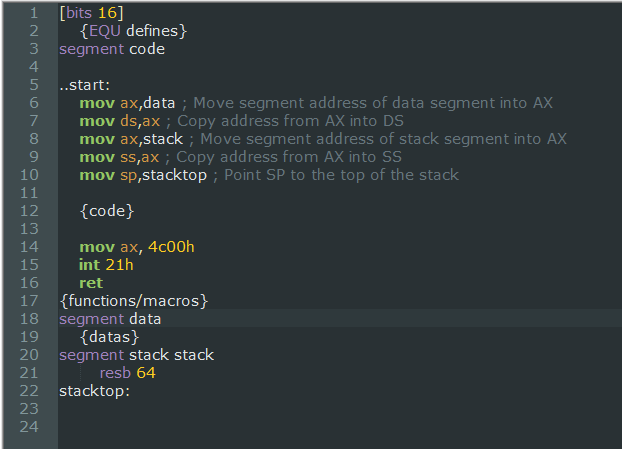 1 [bits 16]
2 {EQU defines}
3 segment code
4
5 ..start:
6 mov ax,data ; Move segment address of data segment into AX
7 mov ds,ax ; Copy address from AX into DS
8 mov ax,stack ; Move segment address of stack segment into AX
9 mov ss,ax ; Copy address from AX into SS
10 mov sp,stacktop ; Point SP to the top of the stack
11
12 {code}
13
14 mov ax, 4c00h
15 int 21h
16 ret
17 {functions/macros}
18 segment data
19 {datas}
20 segment stack stack
21 resb 64
22 stacktop:
23
24